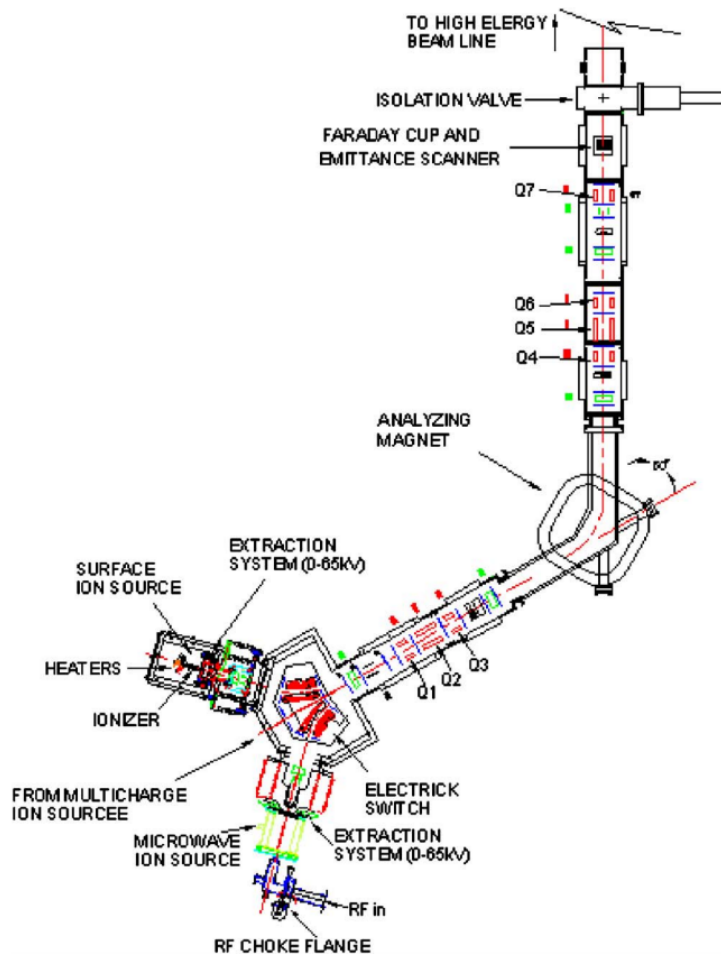 TO HIGH ELERGY
BEAM LINE
ISOLATION VALVE
FARADAY CUP AND
EMITTANCE SCANNER
Q7
Q6
Q5
Q4
ANALYZING
MAGNET
60°
EXTRACTION
SYSTEM (0-65kV)
SURFACE
ION SOURCE
HEATERS
IONIZER
Q3
Q2
Q1
FROM MULTICHARGE
ION SOURCEE
ELECTRICK
SWITCH
MICROWAVE
ION SOURCE
EXTRACTION
SYSTEM (0-65kV)
RF in
RF CHOKE FLANGE